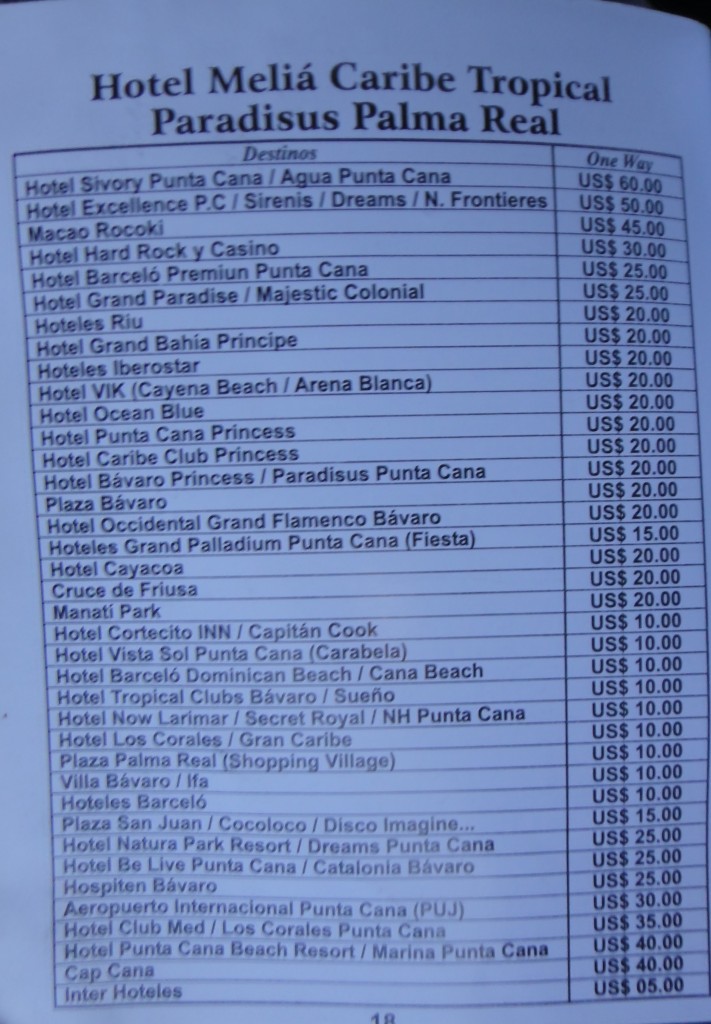 Hotel Meliá Caribe Tropical
Paradisus Palma Real
Destinos One Way
Hotel Sivory Punta Cana / Agua Punta Cana US$ 60.00
Hotel Excellence P.C / Sirenis / Dreams / N. Frontieres US$ 50.00
Macao Rocoki US$ 45.00
Hotel Hard Rock y Casino US$ 30.00
Hotel Barceló Premiun Punta Cana US$ 25.00
Hotel Grand Paradise / Majestic Colonial US$ 25.00
Hoteles Riu US$ 20.00
Hotel Grand Bahía Principe US$ 20.00
Hoteles Iberostar US$ 20.00
Hotel VIK (Cayena Beach / Arena Blanca) US$ 20.00
Hotel Ocean Blue US$ 20.00
Hotel Punta Cana Princess US$ 20.00
Hotel Caribe Club Princess US$ 20.00
Hotel Bávaro Princess / Paradisus Punta Cana US$ 20.00
Plaza Bávaro US$ 20.00
Hotel Occidental Grand Flamenco Bávaro US$ 20.00
Hoteles Grand Palladium Punta Cana (Fiesta) US$ 15.00
Hotel Cayacoa US$ 20.00
Cruce de Friusa US$ 20.00
Manatí Park US$ 20.00
Hotel Cortecito INN / Capitán Cook US$ 10.00
Hotel Vista Sol Punta Cana (Carabela) US$ 10.00
Hotel Barceló Dominican Beach / Cana Beach US$ 10.00
Hotel Tropical Clubs Bávaro / Sueño US$ 10.00
Hotel Now Larimar / Secret Royal / NH Punta Cana US$ 10.00
Hotel Los Corales / Gran Caribe US$ 10.00
Plaza Palma Real (Shopping Village) US$ 10.00
Villa Bávaro / Ifa US$ 10.00
Hoteles Barceló US$ 10.00
Plaza San Juan / Cocoloco / Disco Imagine... US$ 15.00
Hotel Natura Park Resort / Dreams Punta Cana US$ 25.00
Hotel Be Live Punta Cana / Catalonia Bávaro US$ 25.00
Hospiten Bávaro US$ 25.00
Aeropuerto Internacional Punta Cana (PUJ) US$ 30.00
Hotel Club Med / Los Corales Punta Cana US$ 35.00
Hotel Punta Cana Beach Resort / Marina Punta Cana US$ 40.00
Cap Cana US$ 40.00
Inter Hoteles US$ 05.00
18